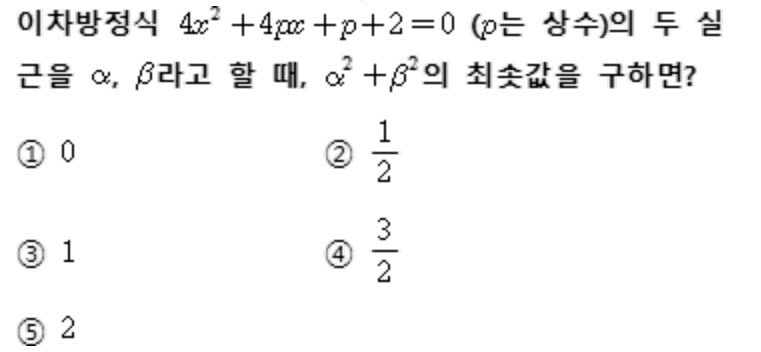 이차방정식 4x² + 4px + p + 2 = 0 (p는 상수)의 두 실
근을 α, β라고 할 때, α² + β²의 최솟값을 구하면?
① 0 ② 1/2
③ 1 ④ 3/2
⑤ 2